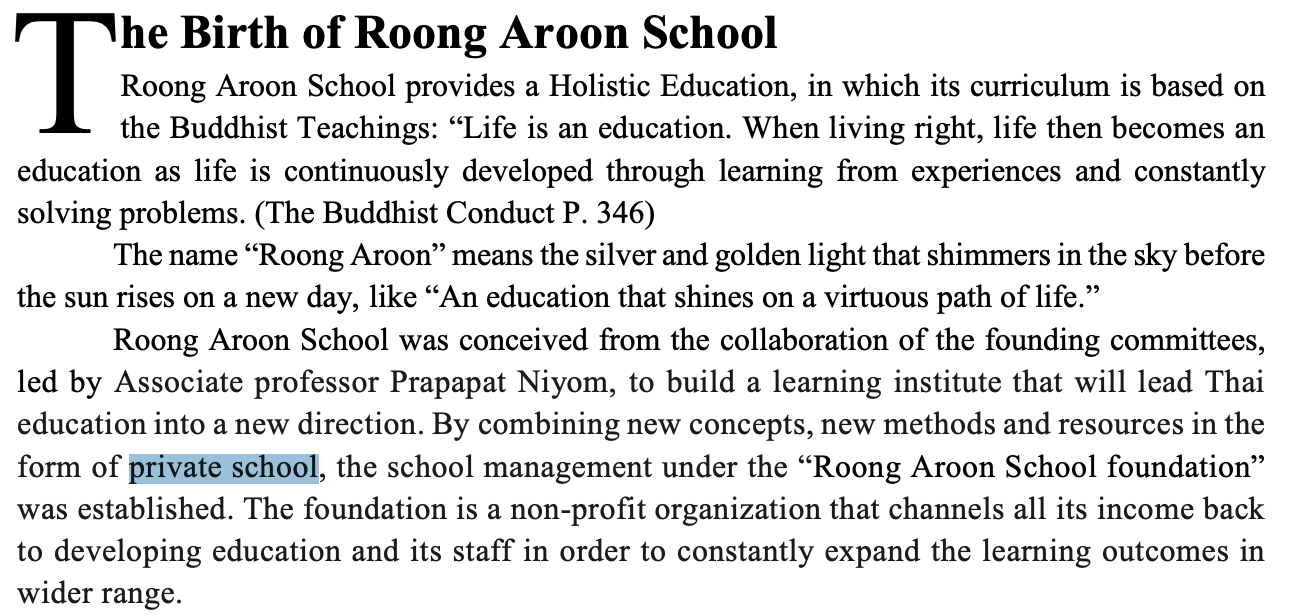 The Birth of Roong Aroon School
Roong Aroon School provides a Holistic Education, in which its curriculum is based on
the Buddhist Teachings: “Life is an education. When living right, life then becomes an
education as life is continuously developed through learning from experiences and constantly
solving problems. (The Buddhist Conduct P. 346)
The name “Roong Aroon” means the silver and golden light that shimmers in the sky before
the sun rises on a new day, like “An education that shines on a virtuous path of life.”
Roong Aroon School was conceived from the collaboration of the founding committees,
led by Associate professor Prapapat Niyom, to build a learning institute that will lead Thai
education into a new direction. By combining new concepts, new methods and resources in the
form of private school, the school management under the “Roong Aroon School foundation”
was established. The foundation is a non-profit organization that channels all its income back
to developing education and its staff in order to constantly expand the learning outcomes in
wider range.